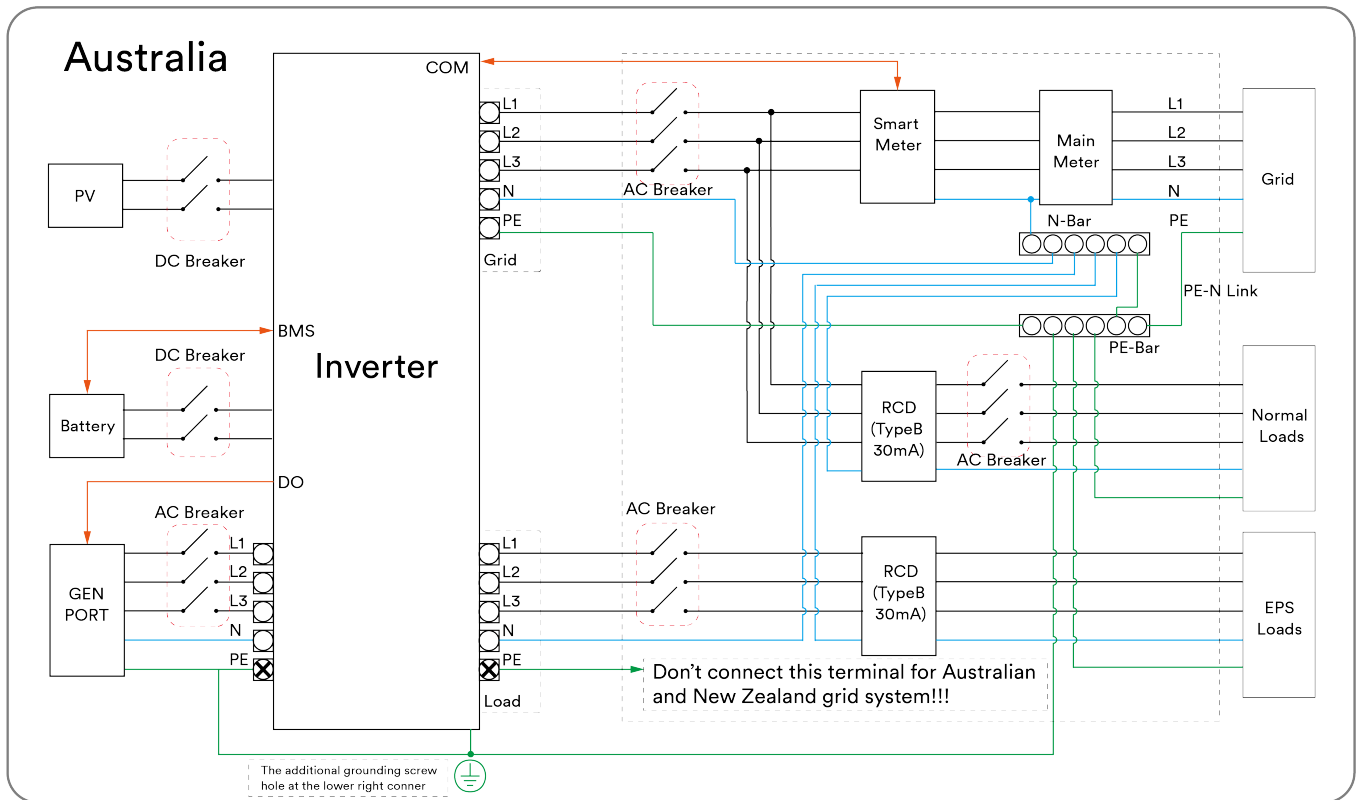 Australia
COM
L1
L2
L3
N
PE
Grid
AC Breaker
Smart
Meter
Main
Meter
L1
L2
L3
N
PE
Grid
N-Bar
PE-N Link
PE-Bar
PV
DC Breaker
BMS
DC Breaker
Inverter
Battery
RCD
(TypeB
30mA)
AC Breaker
Normal
Loads
DO
AC Breaker
GEN
PORT
L1
L2
L3
N
PE
L1
L2
L3
N
PE
Load
AC Breaker
RCD
(TypeB
30mA)
EPS
Loads
Don't connect this terminal for Australian
and New Zealand grid system!!!
The additional grounding screw
hole at the lower right conner